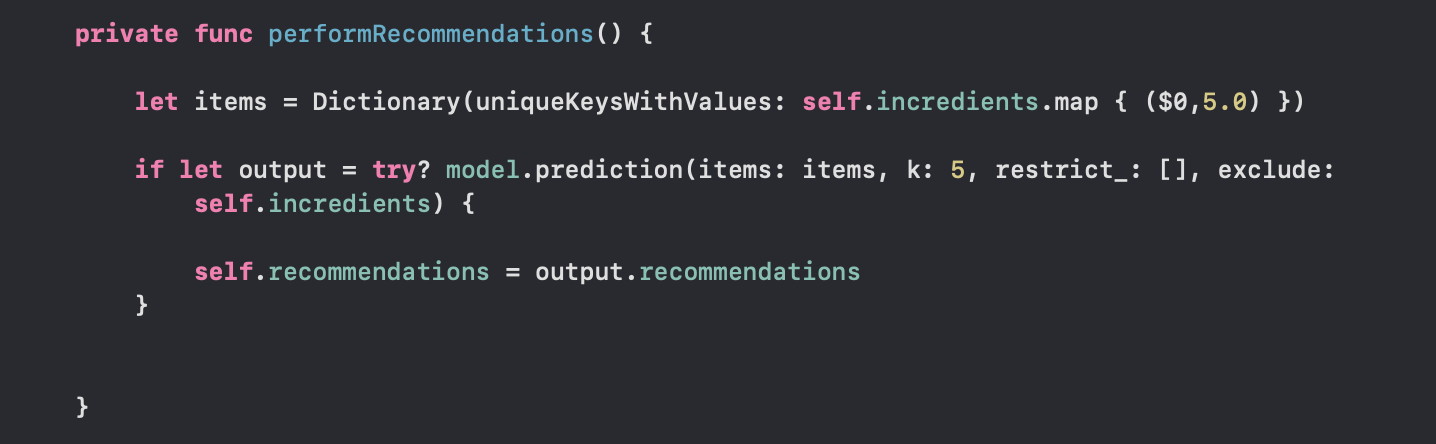 private func performRecommendations() {
let items = Dictionary(uniqueKeysWithValues: self.incredients.map { ($0,5.0) })
if let output = try? model.prediction(items: items, k: 5, restrict_: [], exclude:
self.incredients) {
self.recommendations = output.recommendations
}
}